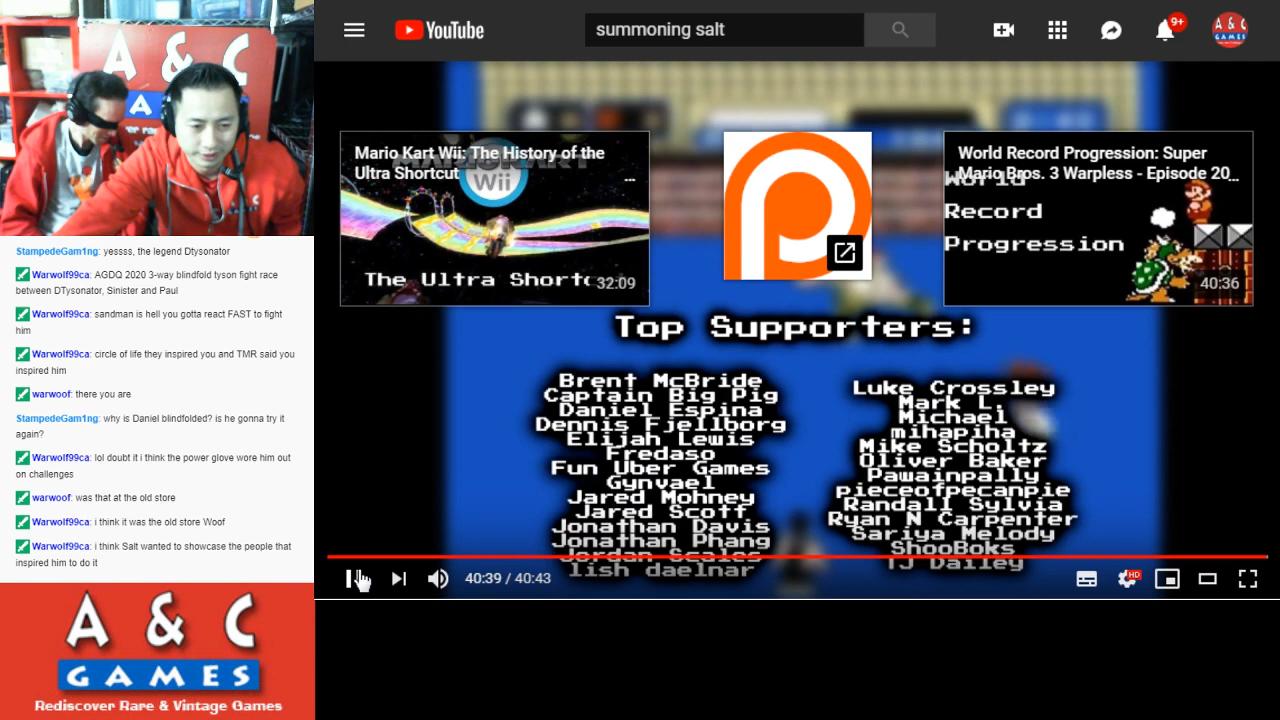 A & C
A
StampedeGam1ng: yessss, the legend Dtysonator
Warwolf99ca: AGDQ 2020 3-way blindfold tyson fight race
between DTysonator, Sinister and Paul
Warwolf99ca: sandman is hell you gotta react FAST to fight
him
Warwolf99ca: circle of life they inspired you and TMR said you
inspired him
warwoof: there you are
StampedeGam1ng: why is Daniel blindfolded? is he gonna try it
again?
Warwolf99ca: lol doubt it i think the power glove wore him out
on challenges
warwoof: was that at the old store
Warwolf99ca: i think it was the old store Woof
Warwolf99ca: i think Salt wanted to showcase the people that
inspired him to do it
A & C
GAMES
Rediscover Rare & Vintage Games
YouTube
summoning salt
9+
A & C
GAMES
Mario Kart Wii: The History of the
Ultra Shortcut
...
Wii
The Ultra Shortc
32:09
World Record Progression: Super
Mario Bros. 3 Warpless - Episode 20...
World
Record
Progression
40:36
Top Supporters:
Brent McBride
Captain Big Pig
Daniel Espina
Dennis Fjellborg
Elijah Lewis
Fredaso
Fun Uber Games
Gynvael
Jared Mohney
Jared Scott
Jonathan Davis
Jonathan Phang
Jordan Scales
lish daelnar
Luke Crossley
Mark L.
Michael
mihapiha
Mike Scholtz
Oliver Baker
Pawainpally
pieceofpecanpie
Randall Sylvia
Ryan N Carpenter
Sariya Melody
ShooBoks
TJ Dailey
40:39 / 40:43
HD